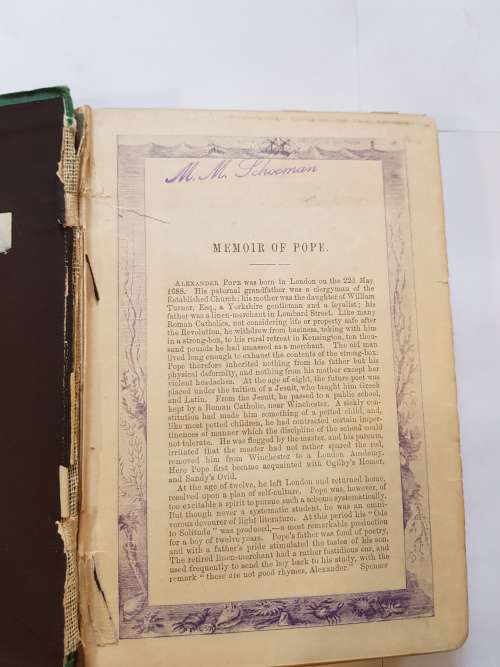 M. M. Schoeman
MEMOIR OF POPE.
ALEXANDER POPE was born in London on the 22d May
1688. His paternal grandfather was a clergyman of the
Established Church; his mother was the daughter of William
Turner, Esq., a Yorkshire gentleman and a loyalist; his
father was a linen-merchant in Lombard Street. Like many
Roman Catholics, not considering life or property safe after
the Revolution, he withdrew from business, taking with him
in a strong-box, to his rural retreat in Kensington, ten thou-
sand pounds he had amassed as a merchant. The old man
lived long enough to exhaust the contents of the strong-box.
Pope therefore inherited nothing from his father but his
physical deformity, and nothing from his mother except her
violent headaches. At the age of eight, the future poet was
placed under the tuition of a Jesuit, who taught him Greek
and Latin. From the Jesuit, he passed to a public school,
kept by a Roman Catholic, near Winchester. A sickly con-
stitution had made him something of a potted child, and,
like most potted children, he had contracted certain imper-
tinences of manner which the discipline of the school could
not tolerate. He was flogged by the master, and his parents,
irritated that the master had not rather spared the rod,
removed him from Winchester to a London Academy.
Here Pope first became acquainted with Ogilby's Homer,
and Sandy's Ovid.
At the age of twelve, he left London and returned home,
resolved upon a plan of self-culture. Pope was, however, of
too excitable a spirit to pursue such a scheme systematically.
But though never a systematic student, he was an omni-
vorous devourer of light literature. At this period his "Ode
to Solitude" was produced,—a most remarkable production
for a boy of twelve years. Pope's father was fond of poetry,
and with a father's pride stimulated the talent of his son.
The retired linen-merchant had a rather fastidious ear, and
used frequently to send the boy back to his study, with the
remark "these are not good rhymes, Alexander." Spenser